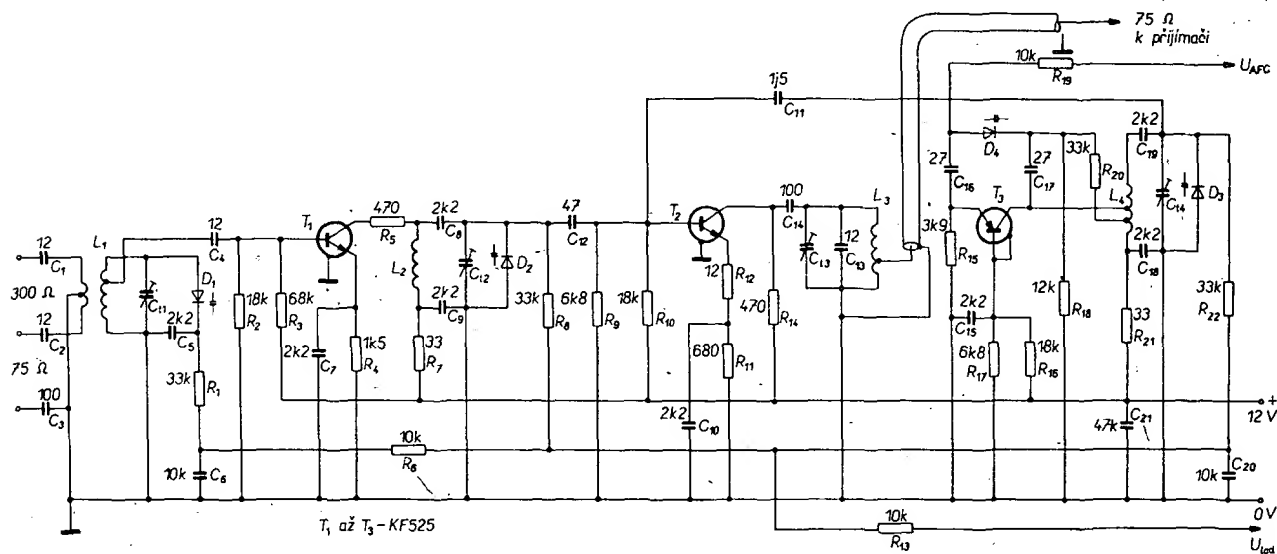 75 Ω
k přijímači
10k
R19
UAFC
1j5
C11
2k2
C19
D4
33k
R20
27
C16
27
C17
L4
C14
D3
T3
3k9
R15
2k2
C18
33k
R22
12k
R18
33
R21
2k2
C15
6k8
R17
18k
R16
+
12 V
C21
47k
10k
C20
0 V
100
C14
L3
Ct3
12
C13
T2
12
R12
470
R14
680
R11
2k2
C10
47
C12
T1
470
R5
2k2
C8
L2
Ct2
D2
2k2
C9
33k
R8
6k8
R9
18k
R10
33
R7
1k5
R4
2k2
C7
12
C4
18k
R2
68k
R3
12
C1
L1
300 Ω
Ct1
D1
12
C2
2k2
C5
75 Ω
33k
R1
100
C3
10k
R6
10k
C6
T1 až T3 – KF525
10k
R13
Ulad